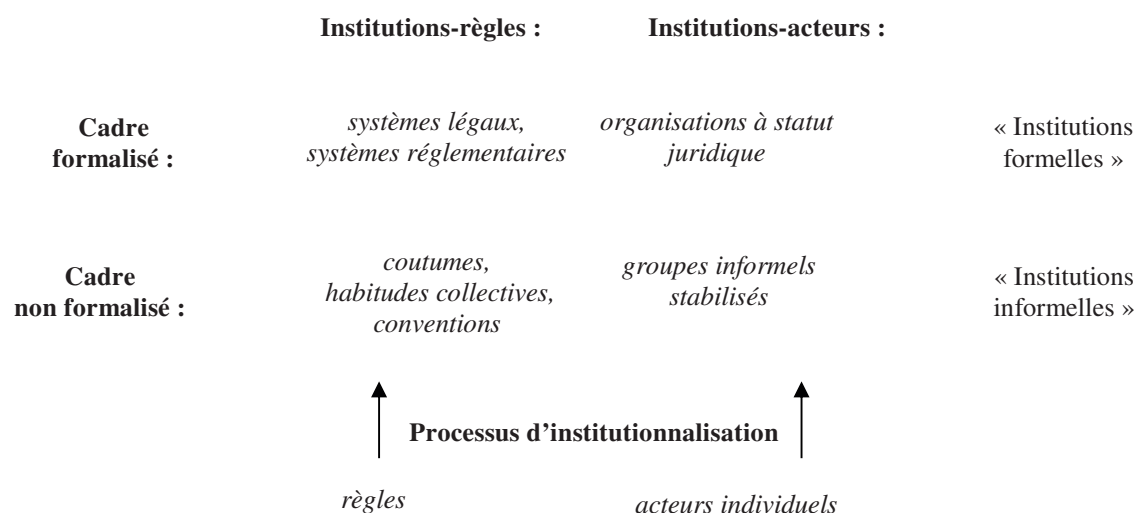 Institutions-règles : Institutions-acteurs :
Cadre
formalisé :
systèmes légaux,
systèmes réglementaires
organisations à statut
juridique
« Institutions
formelles »
Cadre
non formalisé :
coutumes,
habitudes collectives,
conventions
groupes informels
stabilisés
« Institutions
informelles »
Processus d’institutionnalisation
règles
acteurs individuels